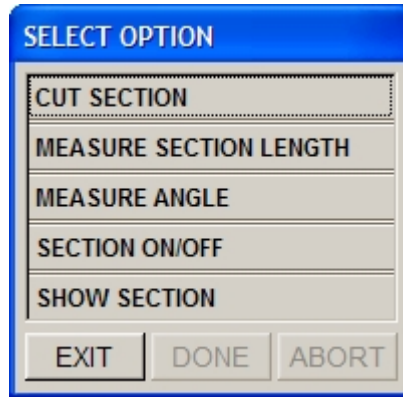 SELECT OPTION
CUT SECTION
MEASURE SECTION LENGTH
MEASURE ANGLE
SECTION ON/OFF
SHOW SECTION
EXIT DONE ABORT